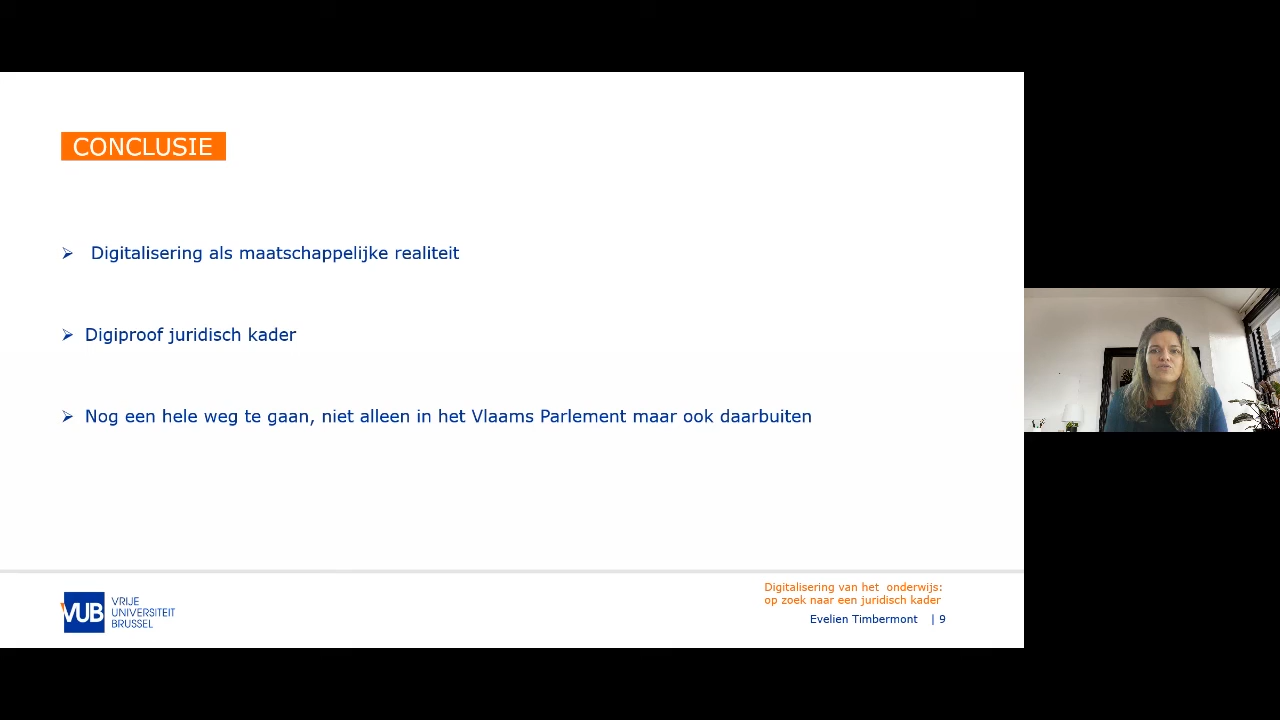 CONCLUSIE
➢ Digitalisering als maatschappelijke realiteit
➢ Digiproof juridisch kader
➢ Nog een hele weg te gaan, niet alleen in het Vlaams Parlement maar ook daarbuiten
VUB
VRIJE
UNIVERSITEIT
BRUSSEL
Digitalisering van het onderwijs:
op zoek naar een juridisch kader
Evelien Timbermont | 9